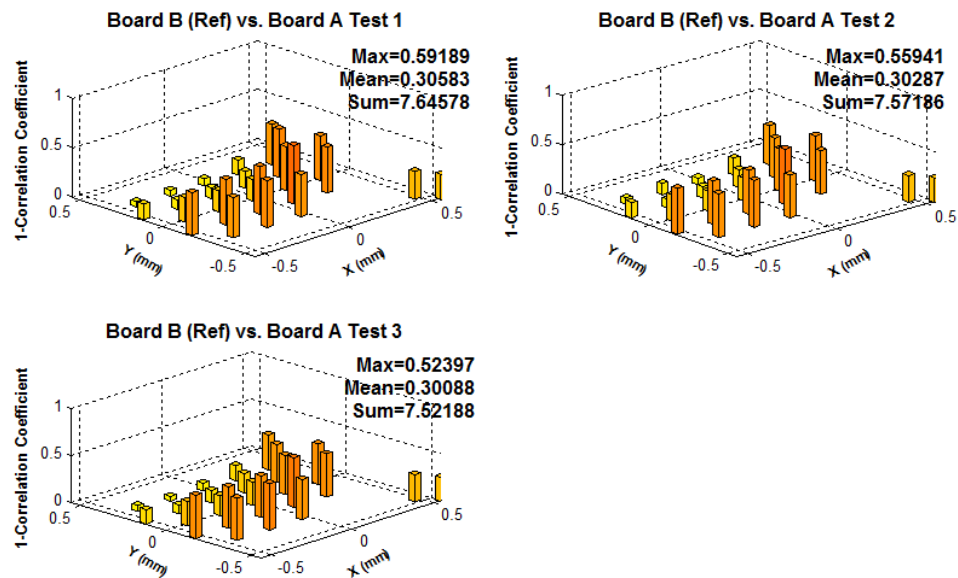 Board B (Ref) vs. Board A Test 1
Max=0.59189
Mean=0.30583
Sum=7.64578
1-Correlation Coefficient
1
0.5
0
0.5
0
-0.5
Y (mm)
-0.5
0
0.5
X (mm)
Board B (Ref) vs. Board A Test 2
Max=0.55941
Mean=0.30287
Sum=7.57186
1-Correlation Coefficient
1
0.5
0
0.5
0
-0.5
Y (mm)
-0.5
0
0.5
X (mm)
Board B (Ref) vs. Board A Test 3
Max=0.52397
Mean=0.30088
Sum=7.52188
1-Correlation Coefficient
1
0.5
0
0.5
0
-0.5
Y (mm)
-0.5
0
0.5
X (mm)